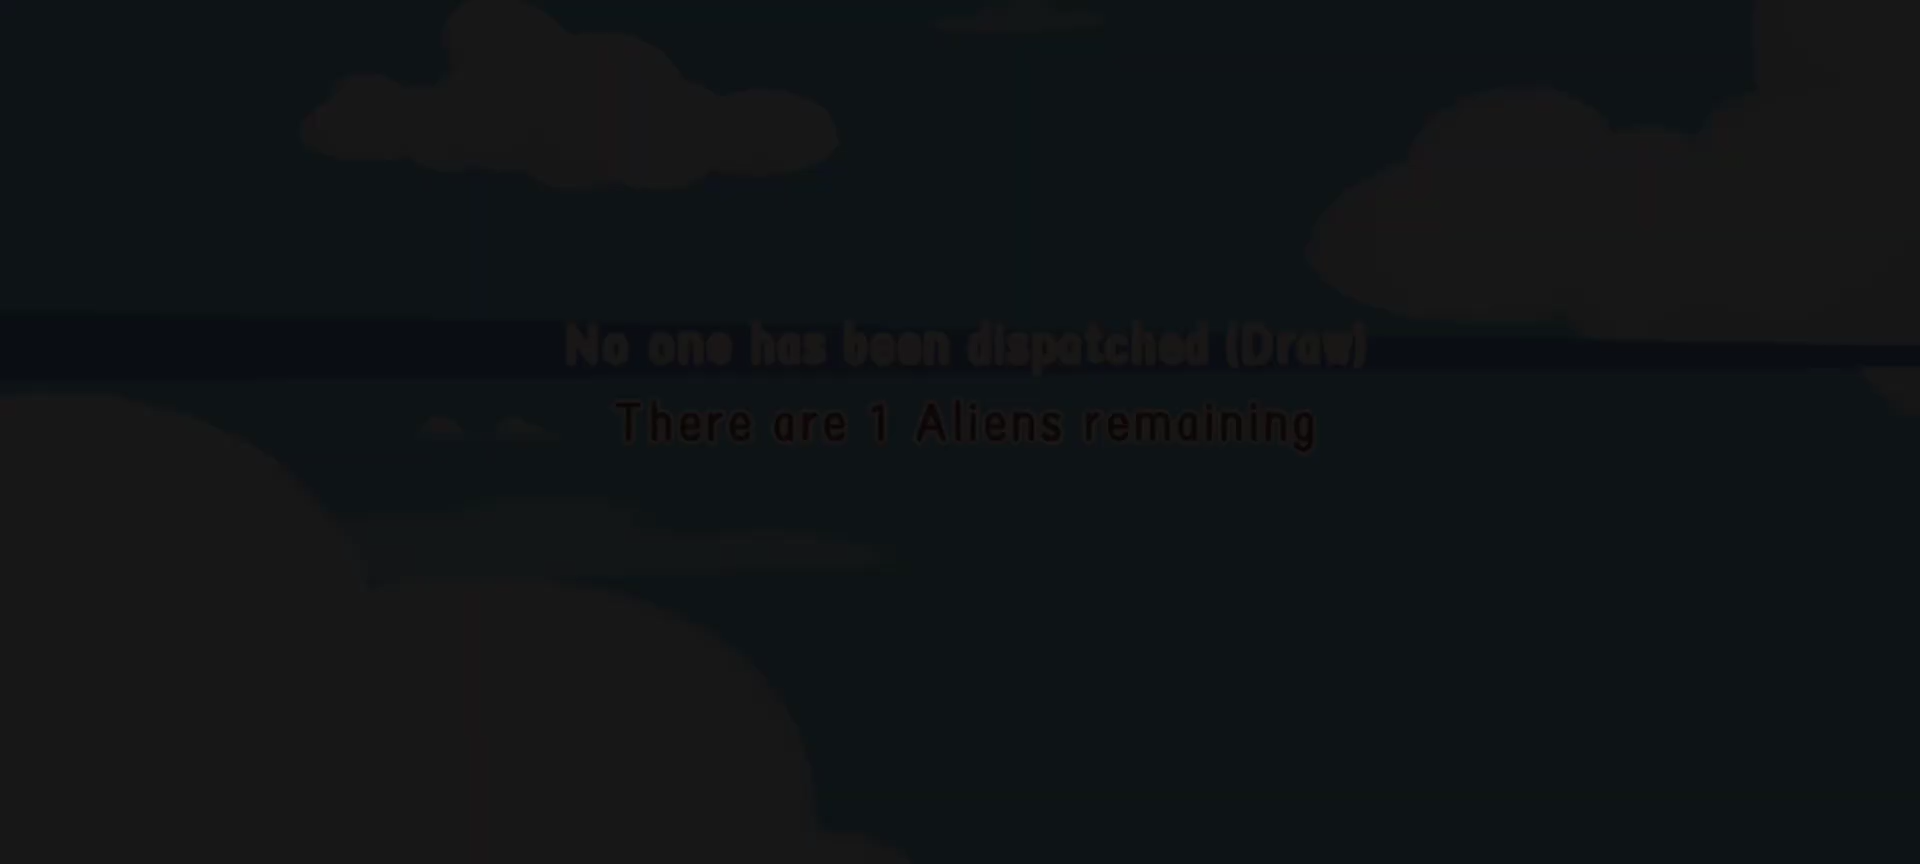 No one has been dispatched (Draw)
There are 1 Aliens remaining